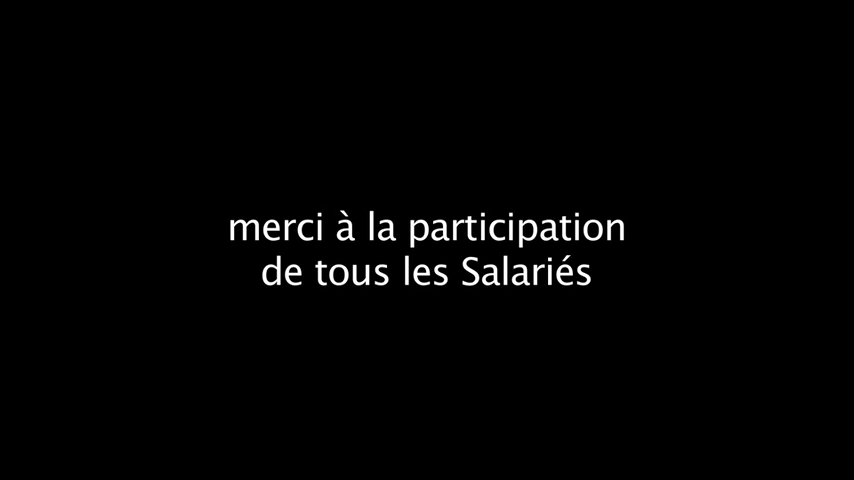 merci à la participation
de tous les Salariés